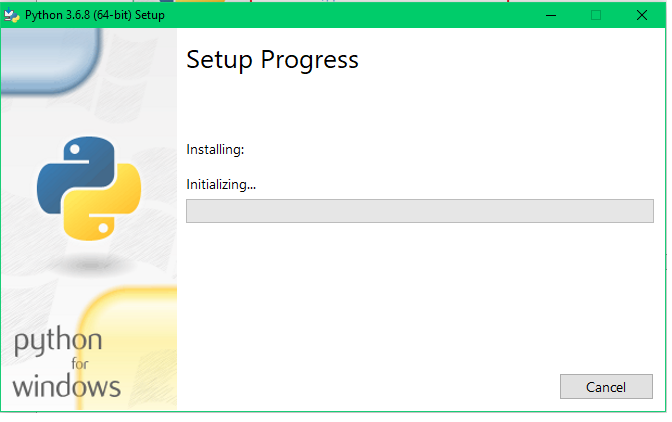 Python 3.6.8 (64-bit) Setup
Setup Progress
Installing:
Initializing...
python
for
windows
Cancel